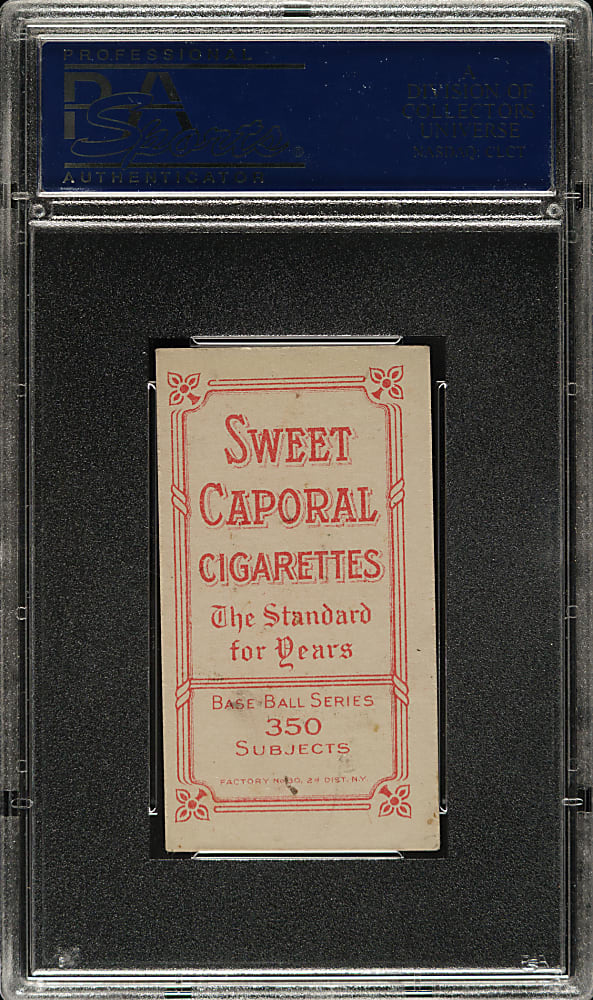 PROFESSIONAL
PSA
Sports
AUTHENTICATOR
A
DIVISION OF
COLLECTORS
UNIVERSE
NASDAQ: CLCT
SWEET
CAPORAL
CIGARETTES
The Standard
for Years
BASE BALL SERIES
350
SUBJECTS
FACTORY No 30, 2d DIST. N.Y.
PSA